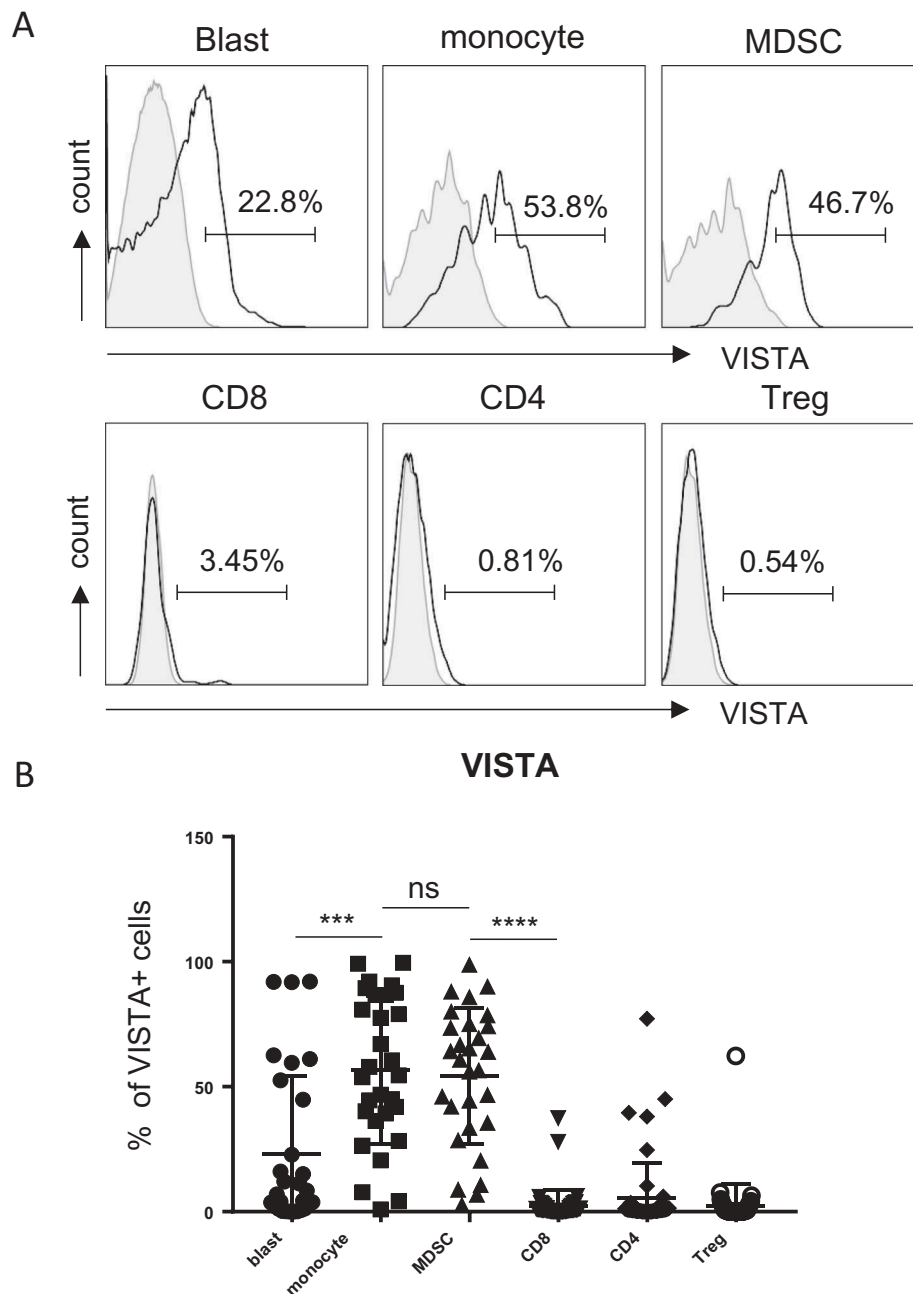 A
Blast monocyte MDSC
count
22.8% 53.8% 46.7%
VISTA
CD8 CD4 Treg
count
3.45% 0.81% 0.54%
VISTA
B
VISTA
% of VISTA+ cells
150
100
50
0
*** ns ****
blast monocyte MDSC CD8 CD4 Treg